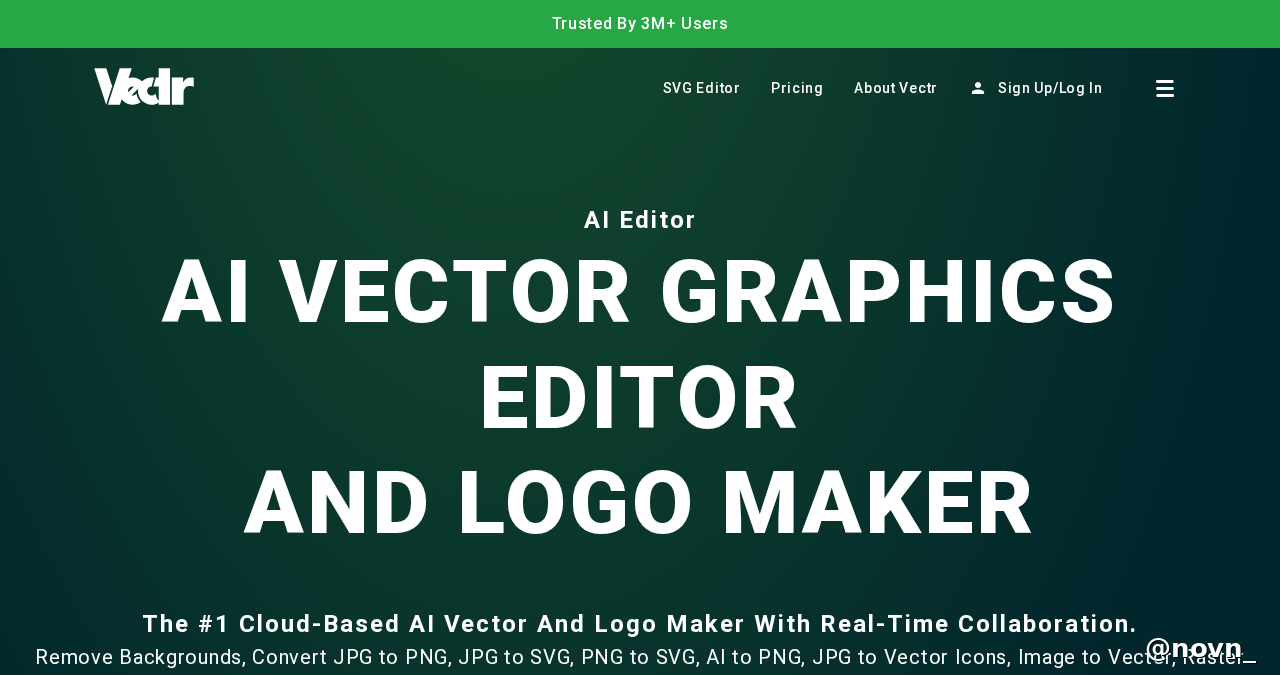 Trusted By 3M+ Users
Vectr
SVG Editor
Pricing
About Vectr
Sign Up/Log In
AI Editor
AI VECTOR GRAPHICS
EDITOR
AND LOGO MAKER
The #1 Cloud-Based AI Vector And Logo Maker With Real-Time Collaboration.
Remove Backgrounds, Convert JPG to PNG, JPG to SVG, PNG to SVG, AI to PNG, JPG to Vector Icons, Image to Vector, Raster
@novn_